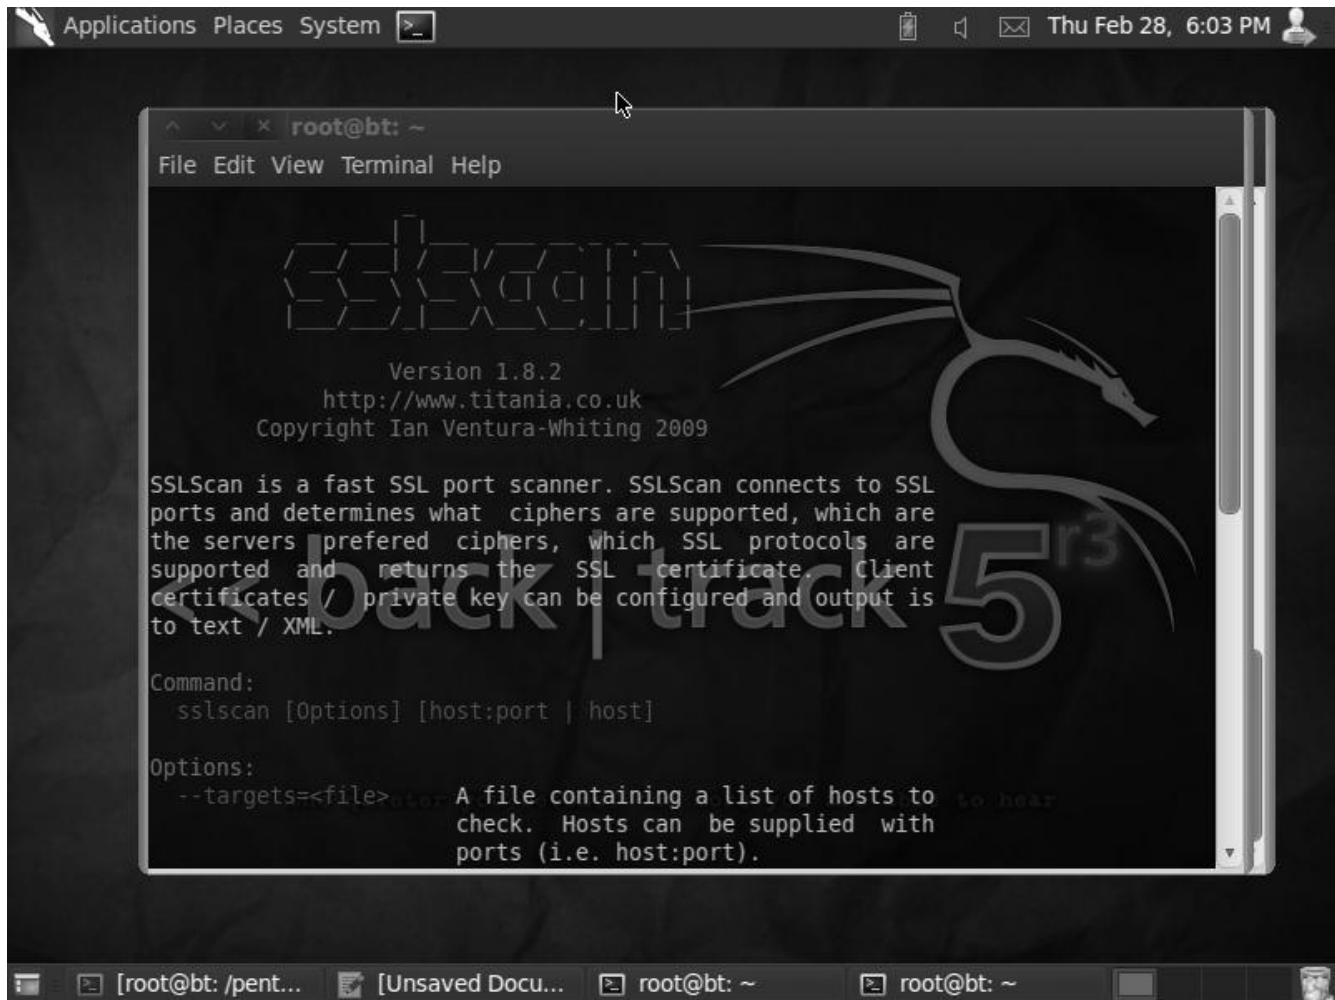 Applications Places System Thu Feb 28, 6:03 PM
root@bt: ~
File Edit View Terminal Help
sslscan
Version 1.8.2
http://www.titania.co.uk
Copyright Ian Ventura-Whiting 2009
SSLScan is a fast SSL port scanner. SSLScan connects to SSL
ports and determines what ciphers are supported, which are
the servers prefered ciphers, which SSL protocols are
supported and returns the SSL certificate. Client
certificates / private key can be configured and output is
to text / XML.
<< back | track 5 r3
Command:
sslscan [Options] [host:port | host]
Options:
--targets=<file> A file containing a list of hosts to
check. Hosts can be supplied with
ports (i.e. host:port).
to hear
[root@bt: /pent... [Unsaved Docu... root@bt: ~ root@bt: ~